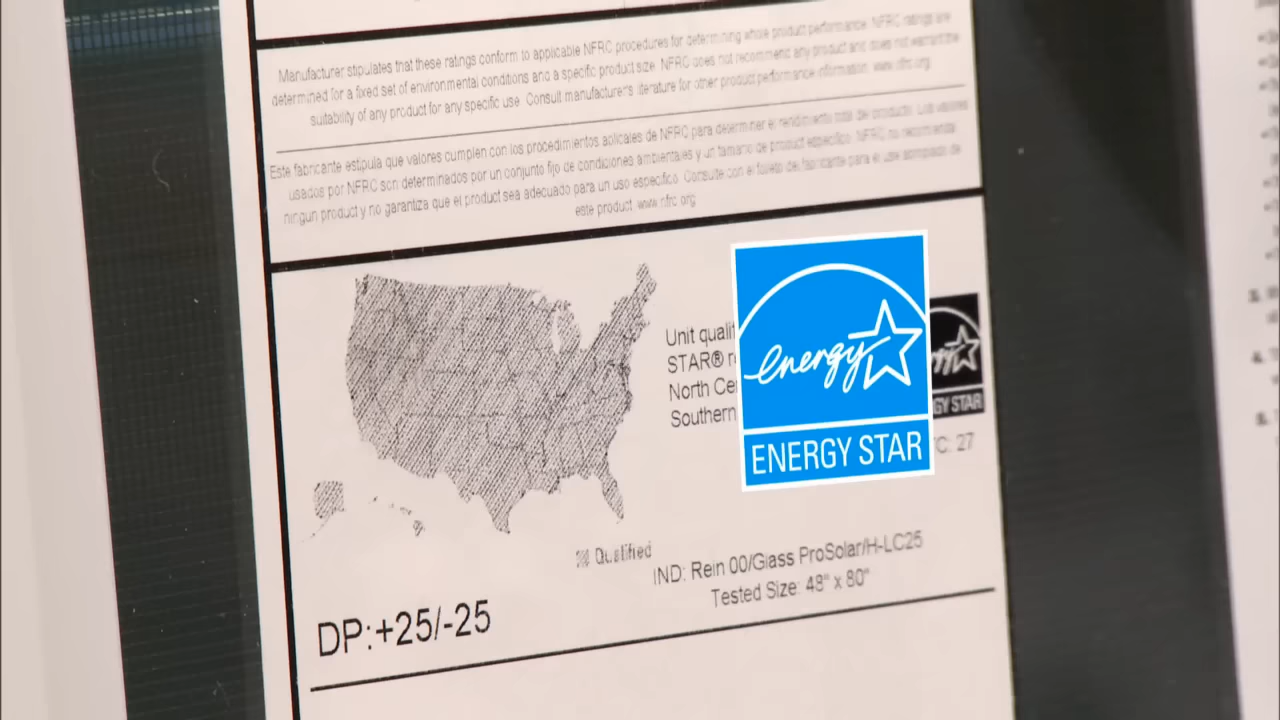 Manufacturer stipulates that these ratings conform to applicable NFRC procedures for determining whole product performance. NFRC ratings are
determined for a fixed set of environmental conditions and a specific product size. NFRC does not recommend any product and does not warrant the
suitability of any product for any specific use. Consult manufacturer's literature for other product performance information. www.nfrc.org
Este fabricante estipula que valores cumplen con los procedimientos aplicales de NFRC para determiner el rendimiento total del producto. Los valores
usados por NFRC son determinados por un conjunto fijo de condiciones ambientales y un tamano de product especifico. NFRC no recomenda
ningun product y no garantiza que el product sea adecuado para un uso especifico. Consulte con el folleto del fabricante para el uso apropiado de
este product. www.nfrc.org
Unit quali
STAR® r
North Ce
Southern
energy
ENERGY STAR
GY STAR
C: 27
Qualified
IND: Rein 00/Glass ProSolar/H-LC25
Tested Size: 48" x 80"
DP:+25/-25